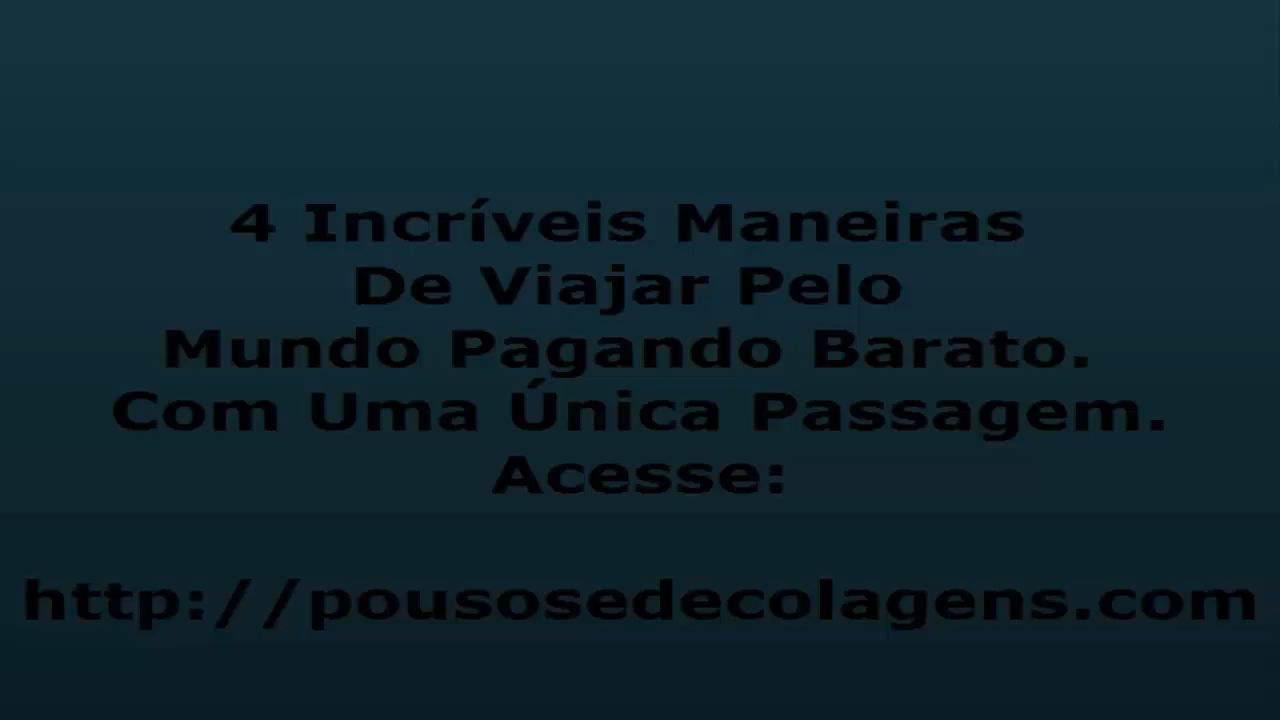 4 Incríveis Maneiras
De Viajar Pelo
Mundo Pagando Barato.
Com Uma Única Passagem.
Acesse:
http://pousosedecolagens.com